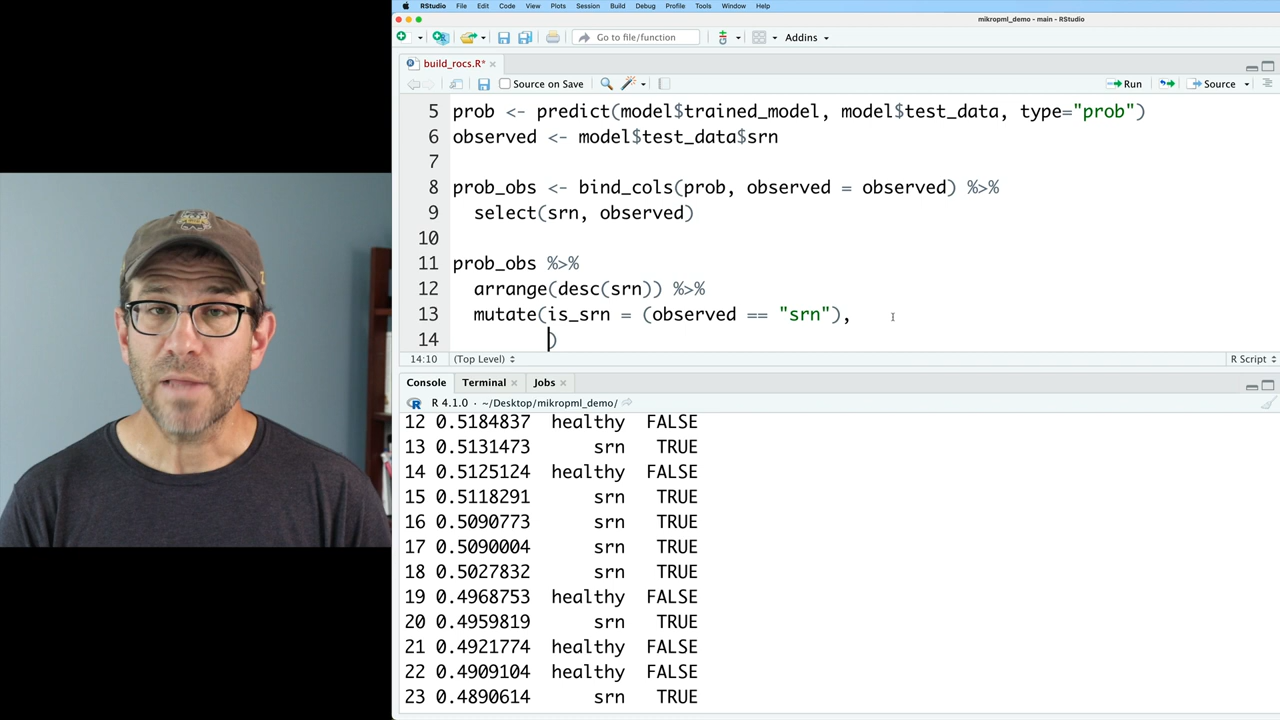 RStudio File Edit Code View Plots Session Build Debug Profile Tools Window Help
mikropml_demo - main - RStudio
Go to file/function Addins
build_rocs.R*
Source on Save Run Source
5 prob <- predict(model$trained_model, model$test_data, type="prob")
6 observed <- model$test_data$srn
7
8 prob_obs <- bind_cols(prob, observed = observed) %>%
9 select(srn, observed)
10
11 prob_obs %>%
12 arrange(desc(srn)) %>%
13 mutate(is_srn = (observed == "srn"),
14 )
14:10 (Top Level) R Script
Console Terminal Jobs
R 4.1.0 · ~/Desktop/mikropml_demo/
12 0.5184837 healthy FALSE
13 0.5131473 srn TRUE
14 0.5125124 healthy FALSE
15 0.5118291 srn TRUE
16 0.5090773 srn TRUE
17 0.5090004 srn TRUE
18 0.5027832 srn TRUE
19 0.4968753 healthy FALSE
20 0.4959819 srn TRUE
21 0.4921774 healthy FALSE
22 0.4909104 healthy FALSE
23 0.4890614 srn TRUE